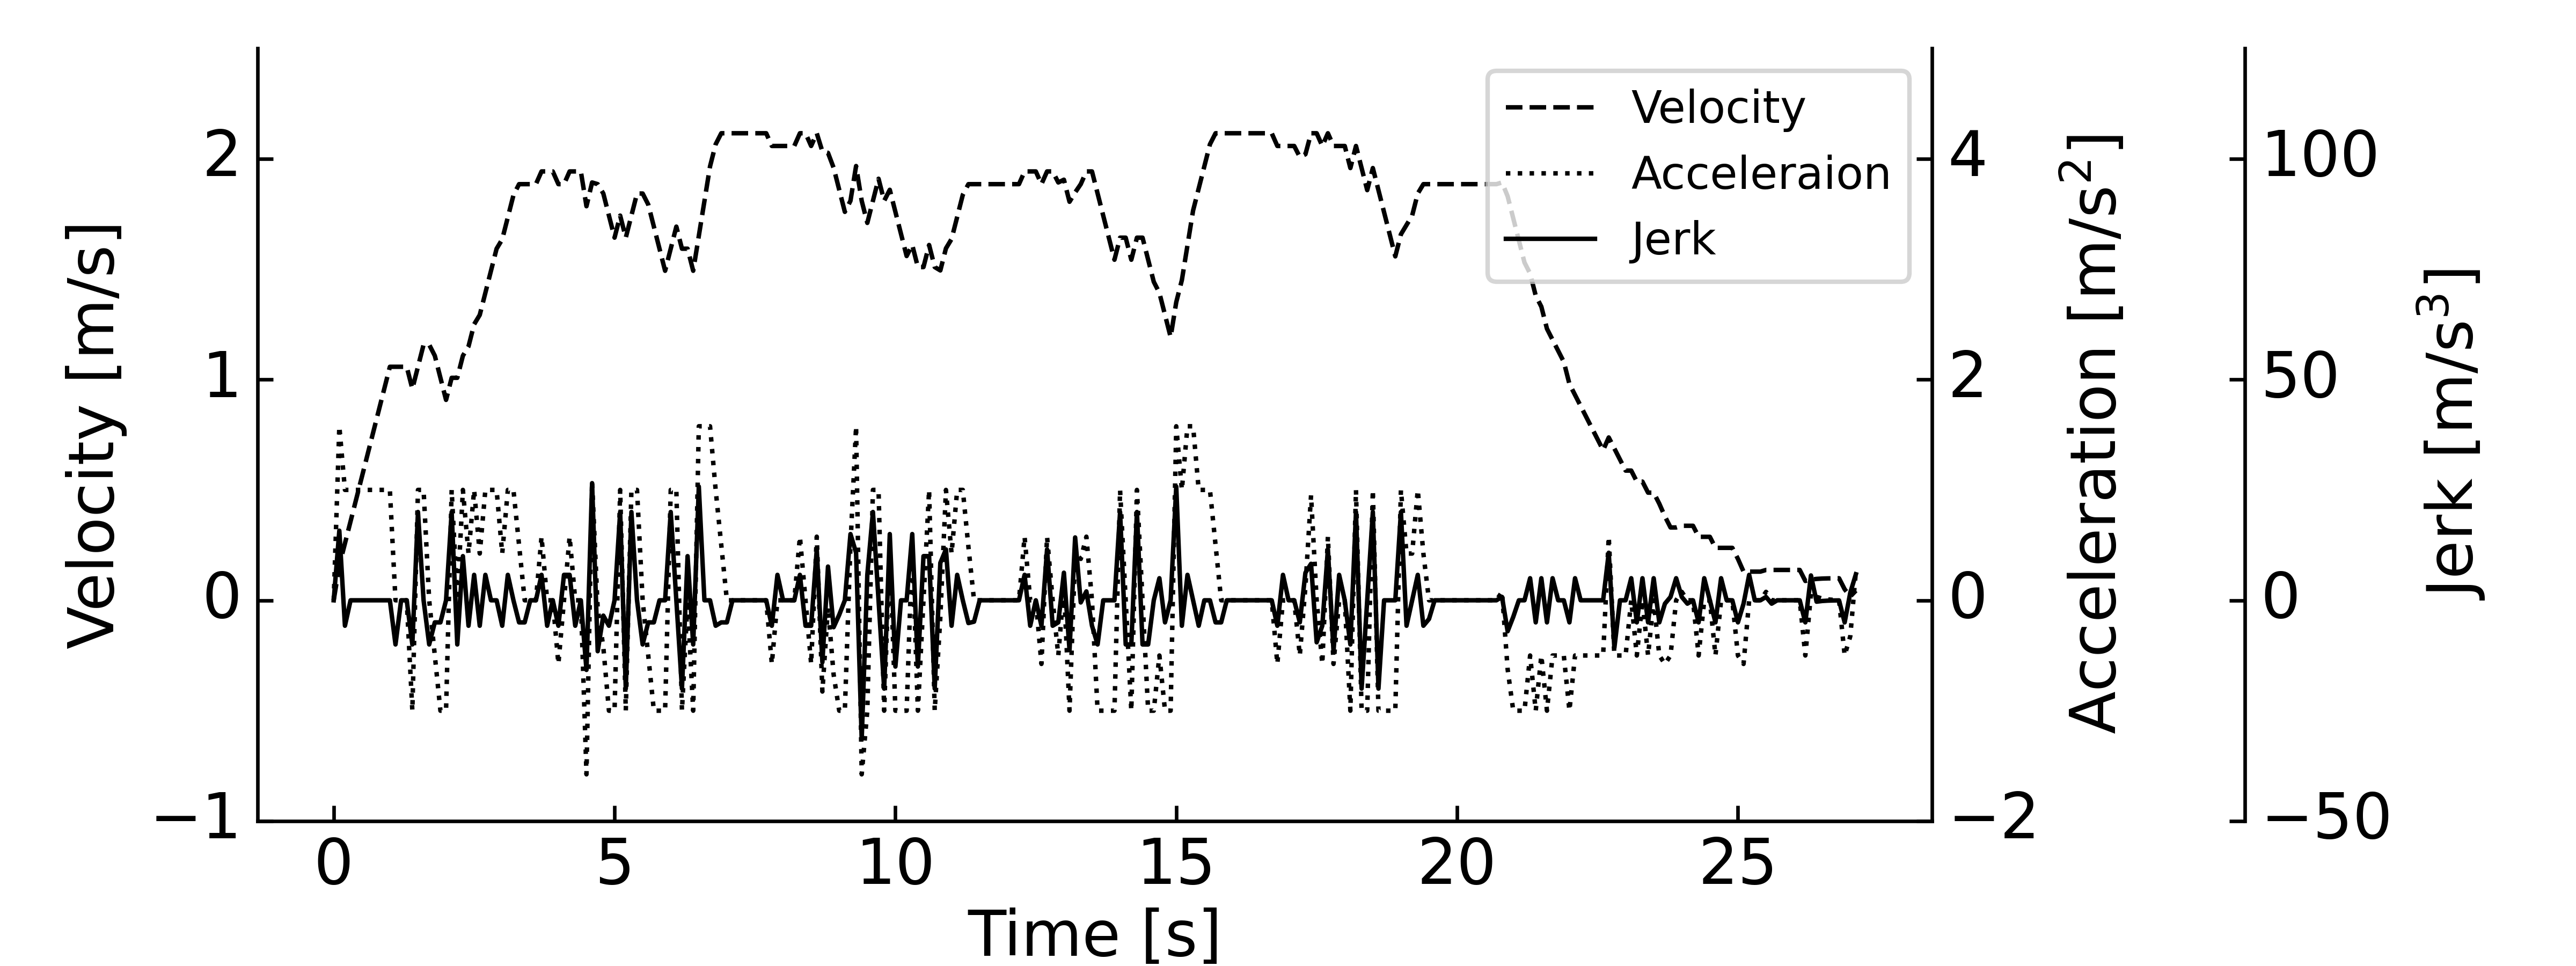 Velocity [m/s]
2
1
0
−1
0 5 10 15 20 25
Time [s]
Velocity
Acceleraion
Jerk
4
2
0
−2
Acceleration [m/s²]
100
50
0
−50
Jerk [m/s³]